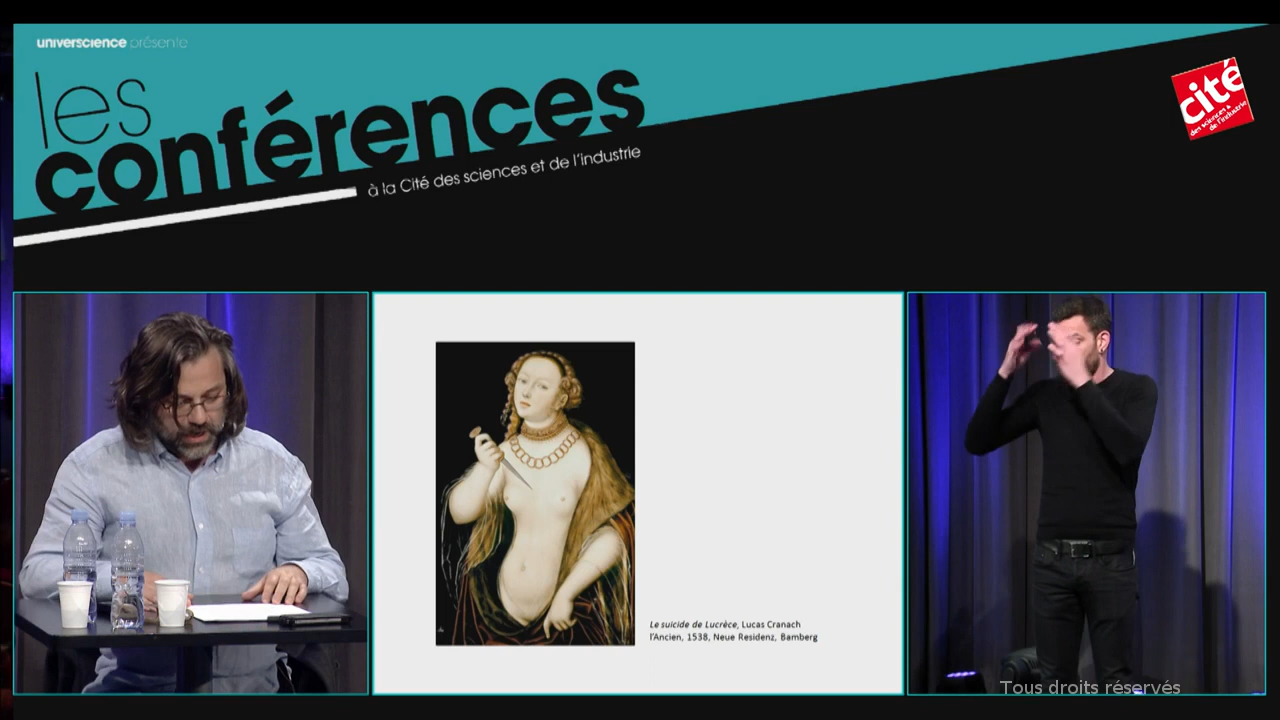 universcience présente
les
conférences
à la Cité des sciences et de l'industrie
cité
des sciences &
de l'industrie
Le suicide de Lucrèce, Lucas Cranach
l'Ancien, 1538, Neue Residenz, Bamberg
Tous droits réservés